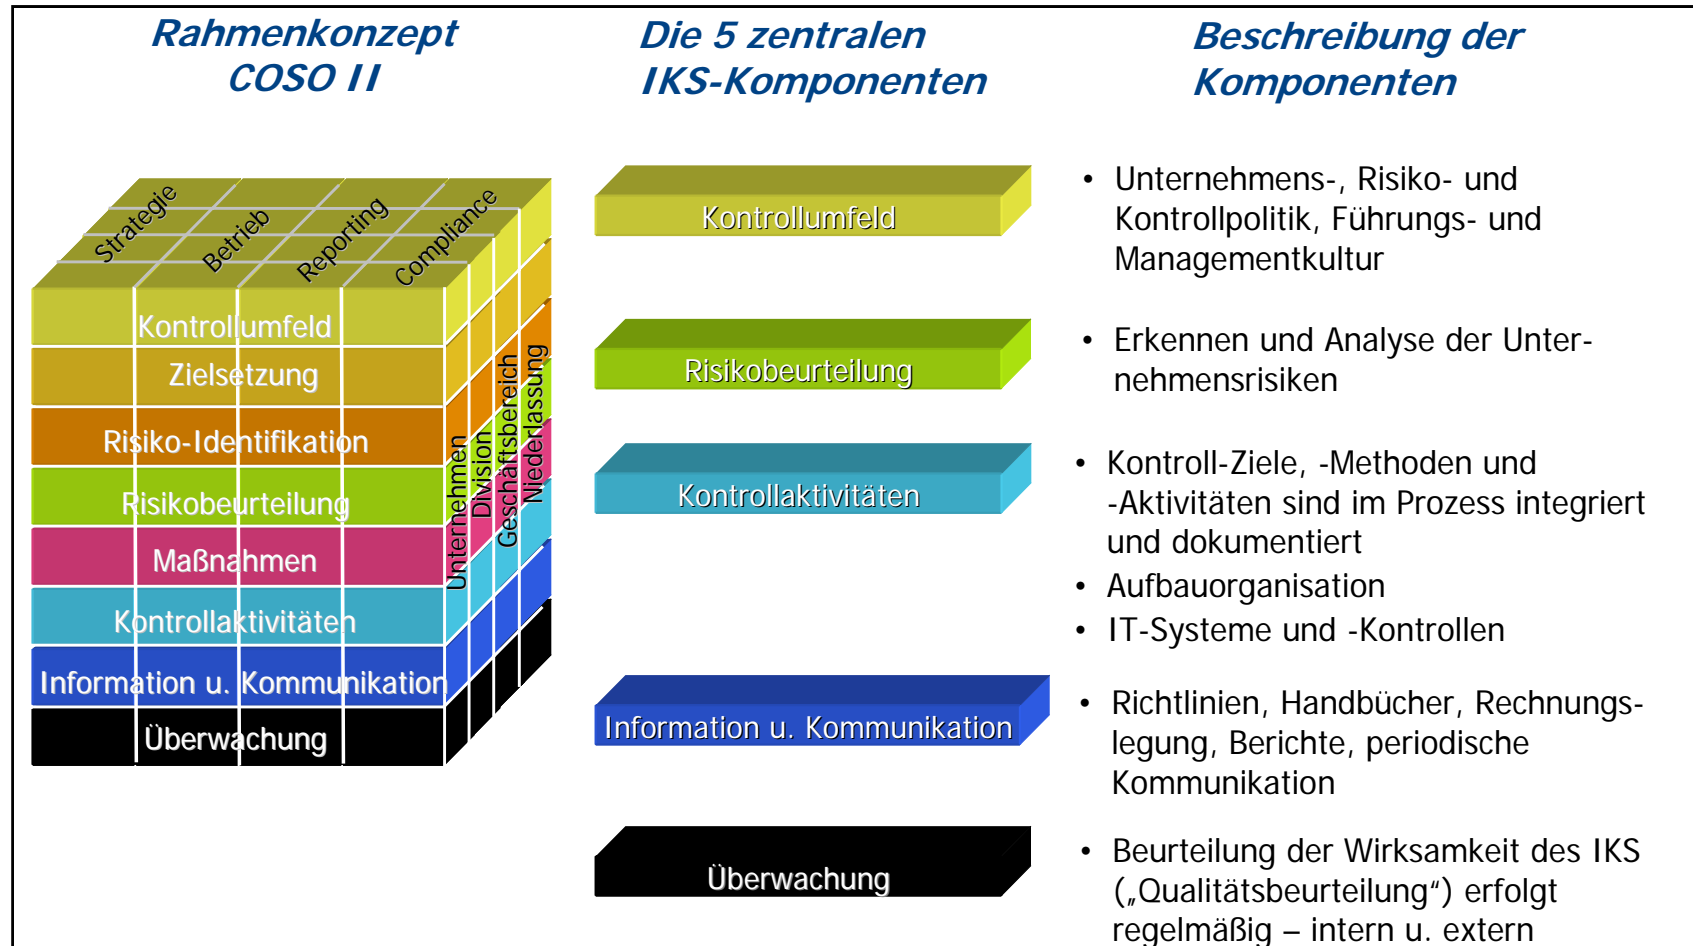 Rahmenkonzept
COSO II
Die 5 zentralen
IKS-Komponenten
Beschreibung der
Komponenten
Strategie
Betrieb
Reporting
Compliance
Kontrollumfeld
Zielsetzung
Risiko-Identifikation
Risikobeurteilung
Maßnahmen
Kontrollaktivitäten
Information u. Kommunikation
Überwachung
Unternehmen
Division
Geschäftsbereich
Niederlassung
Kontrollumfeld
• Unternehmens-, Risiko- und
Kontrollpolitik, Führungs- und
Managementkultur
Risikobeurteilung
• Erkennen und Analyse der Unter-
nehmensrisiken
Kontrollaktivitäten
• Kontroll-Ziele, -Methoden und
-Aktivitäten sind im Prozess integriert
und dokumentiert
• Aufbauorganisation
• IT-Systeme und -Kontrollen
Information u. Kommunikation
• Richtlinien, Handbücher, Rechnungs-
legung, Berichte, periodische
Kommunikation
Überwachung
• Beurteilung der Wirksamkeit des IKS
(„Qualitätsbeurteilung“) erfolgt
regelmäßig – intern u. extern